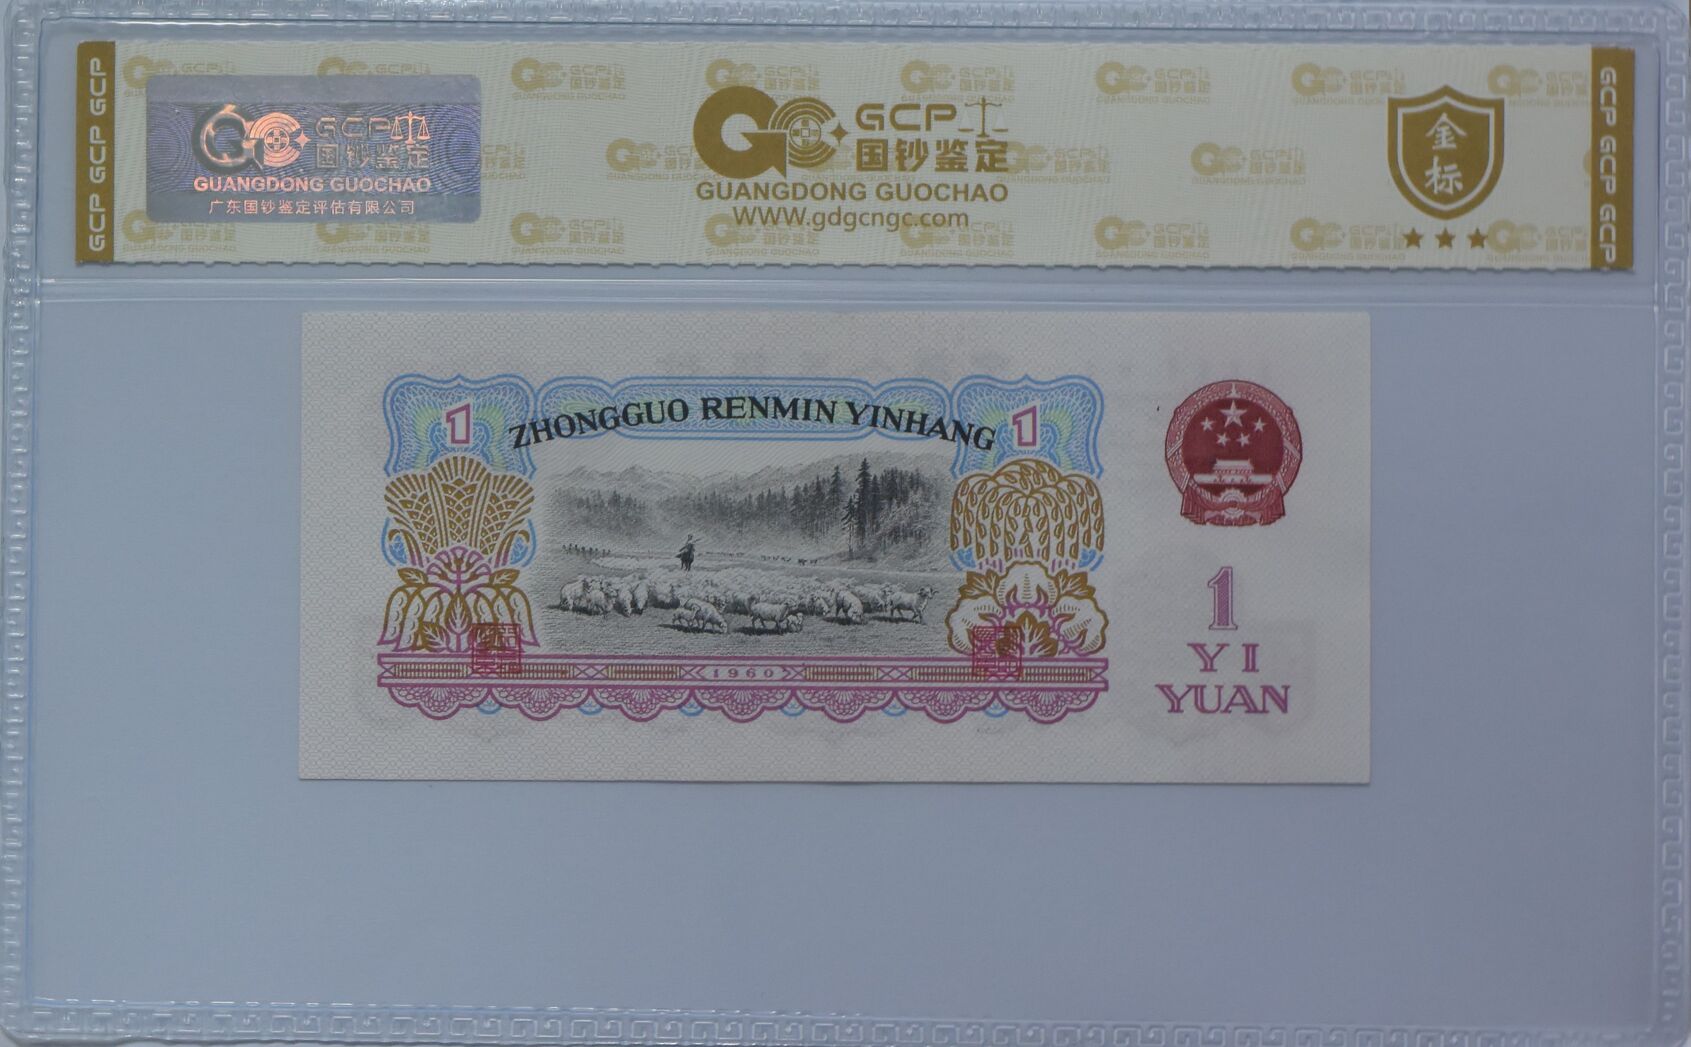 GCP GCP GCP
GCP
国钞鉴定
GUANGDONG GUOCHAO
广东国钞鉴定评估有限公司
GCP
国钞鉴定
GUANGDONG GUOCHAO
WWW.gdgcngc.com
金标
GCP GCP GCP
1
ZHONGGUO RENMIN YINHANG
1
1960
1
YI
YUAN